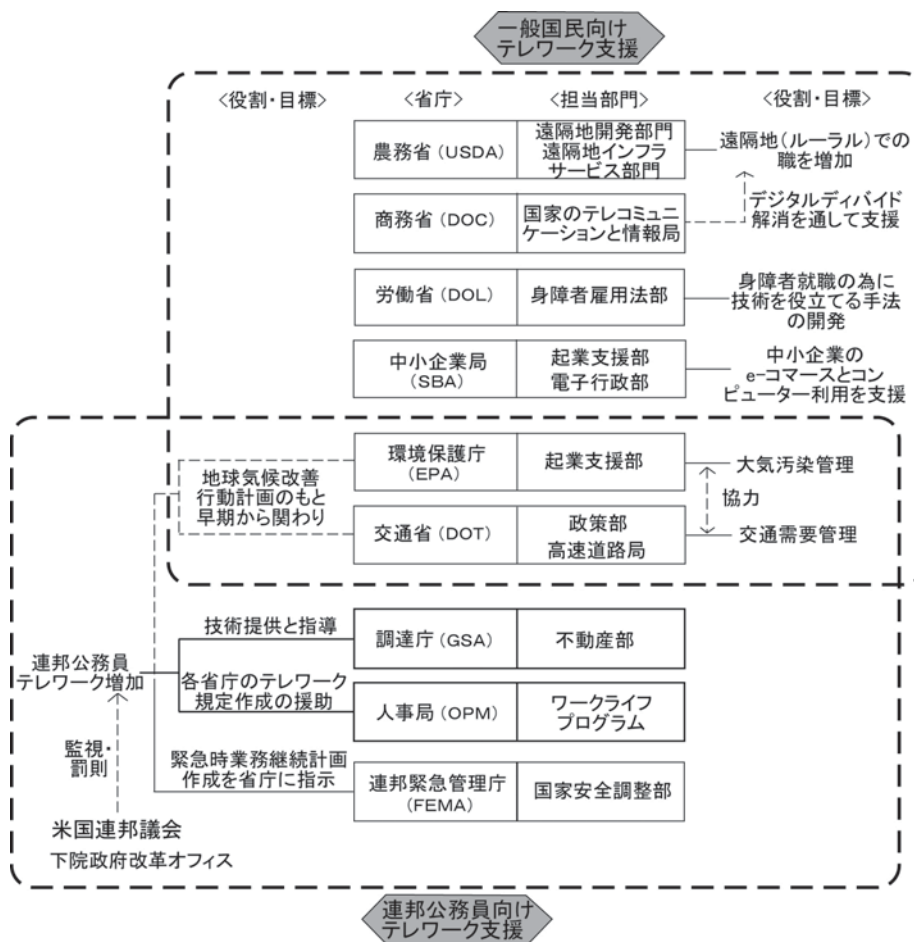 一般国民向け
テレワーク支援
<役割・目標>
<省庁>
<担当部門>
<役割・目標>
農務省(USDA)
遠隔地開発部門
遠隔地インフラ
サービス部門
遠隔地(ルーラル)での
職を増加
商務省(DOC)
国家のテレコミュニ
ケーションと情報局
デジタルディバイド
解消を通して支援
労働省(DOL)
身障者雇用法部
身障者就職の為に
技術を役立てる手法
の開発
中小企業局
(SBA)
起業支援部
電子行政部
中小企業の
e-コマースとコン
ピューター利用を支援
地球気候改善
行動計画のもと
早期から関わり
環境保護庁
(EPA)
起業支援部
大気汚染管理
協力
交通省(DOT)
政策部
高速道路局
交通需要管理
技術提供と指導
調達庁(GSA)
不動産部
連邦公務員
テレワーク増加
各省庁のテレワーク
規定作成の援助
人事局(OPM)
ワークライフ
プログラム
監視・
罰則
緊急時業務継続計画
作成を省庁に指示
連邦緊急管理庁
(FEMA)
国家安全調整部
米国連邦議会
下院政府改革オフィス
連邦公務員向け
テレワーク支援